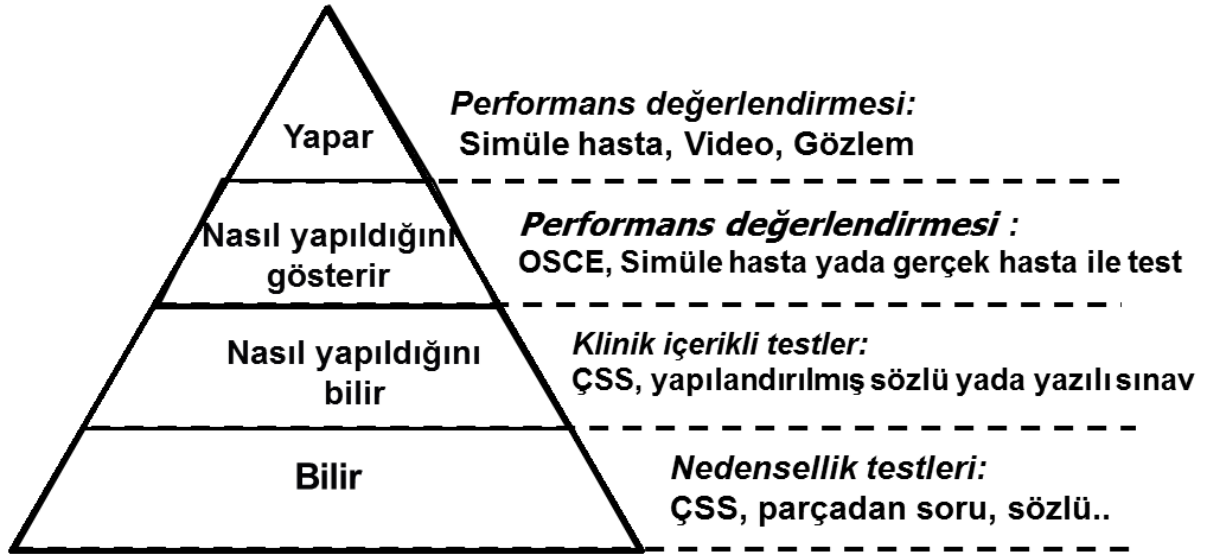 Yapar
Performans değerlendirmesi:
Simüle hasta, Video, Gözlem
Nasıl yapıldığını
gösterir
Performans değerlendirmesi :
OSCE, Simüle hasta yada gerçek hasta ile test
Nasıl yapıldığını
bilir
Klinik içerikli testler:
ÇSS, yapılandırılmış sözlü yada yazılı sınav
Bilir
Nedensellik testleri:
ÇSS, parçadan soru, sözlü..